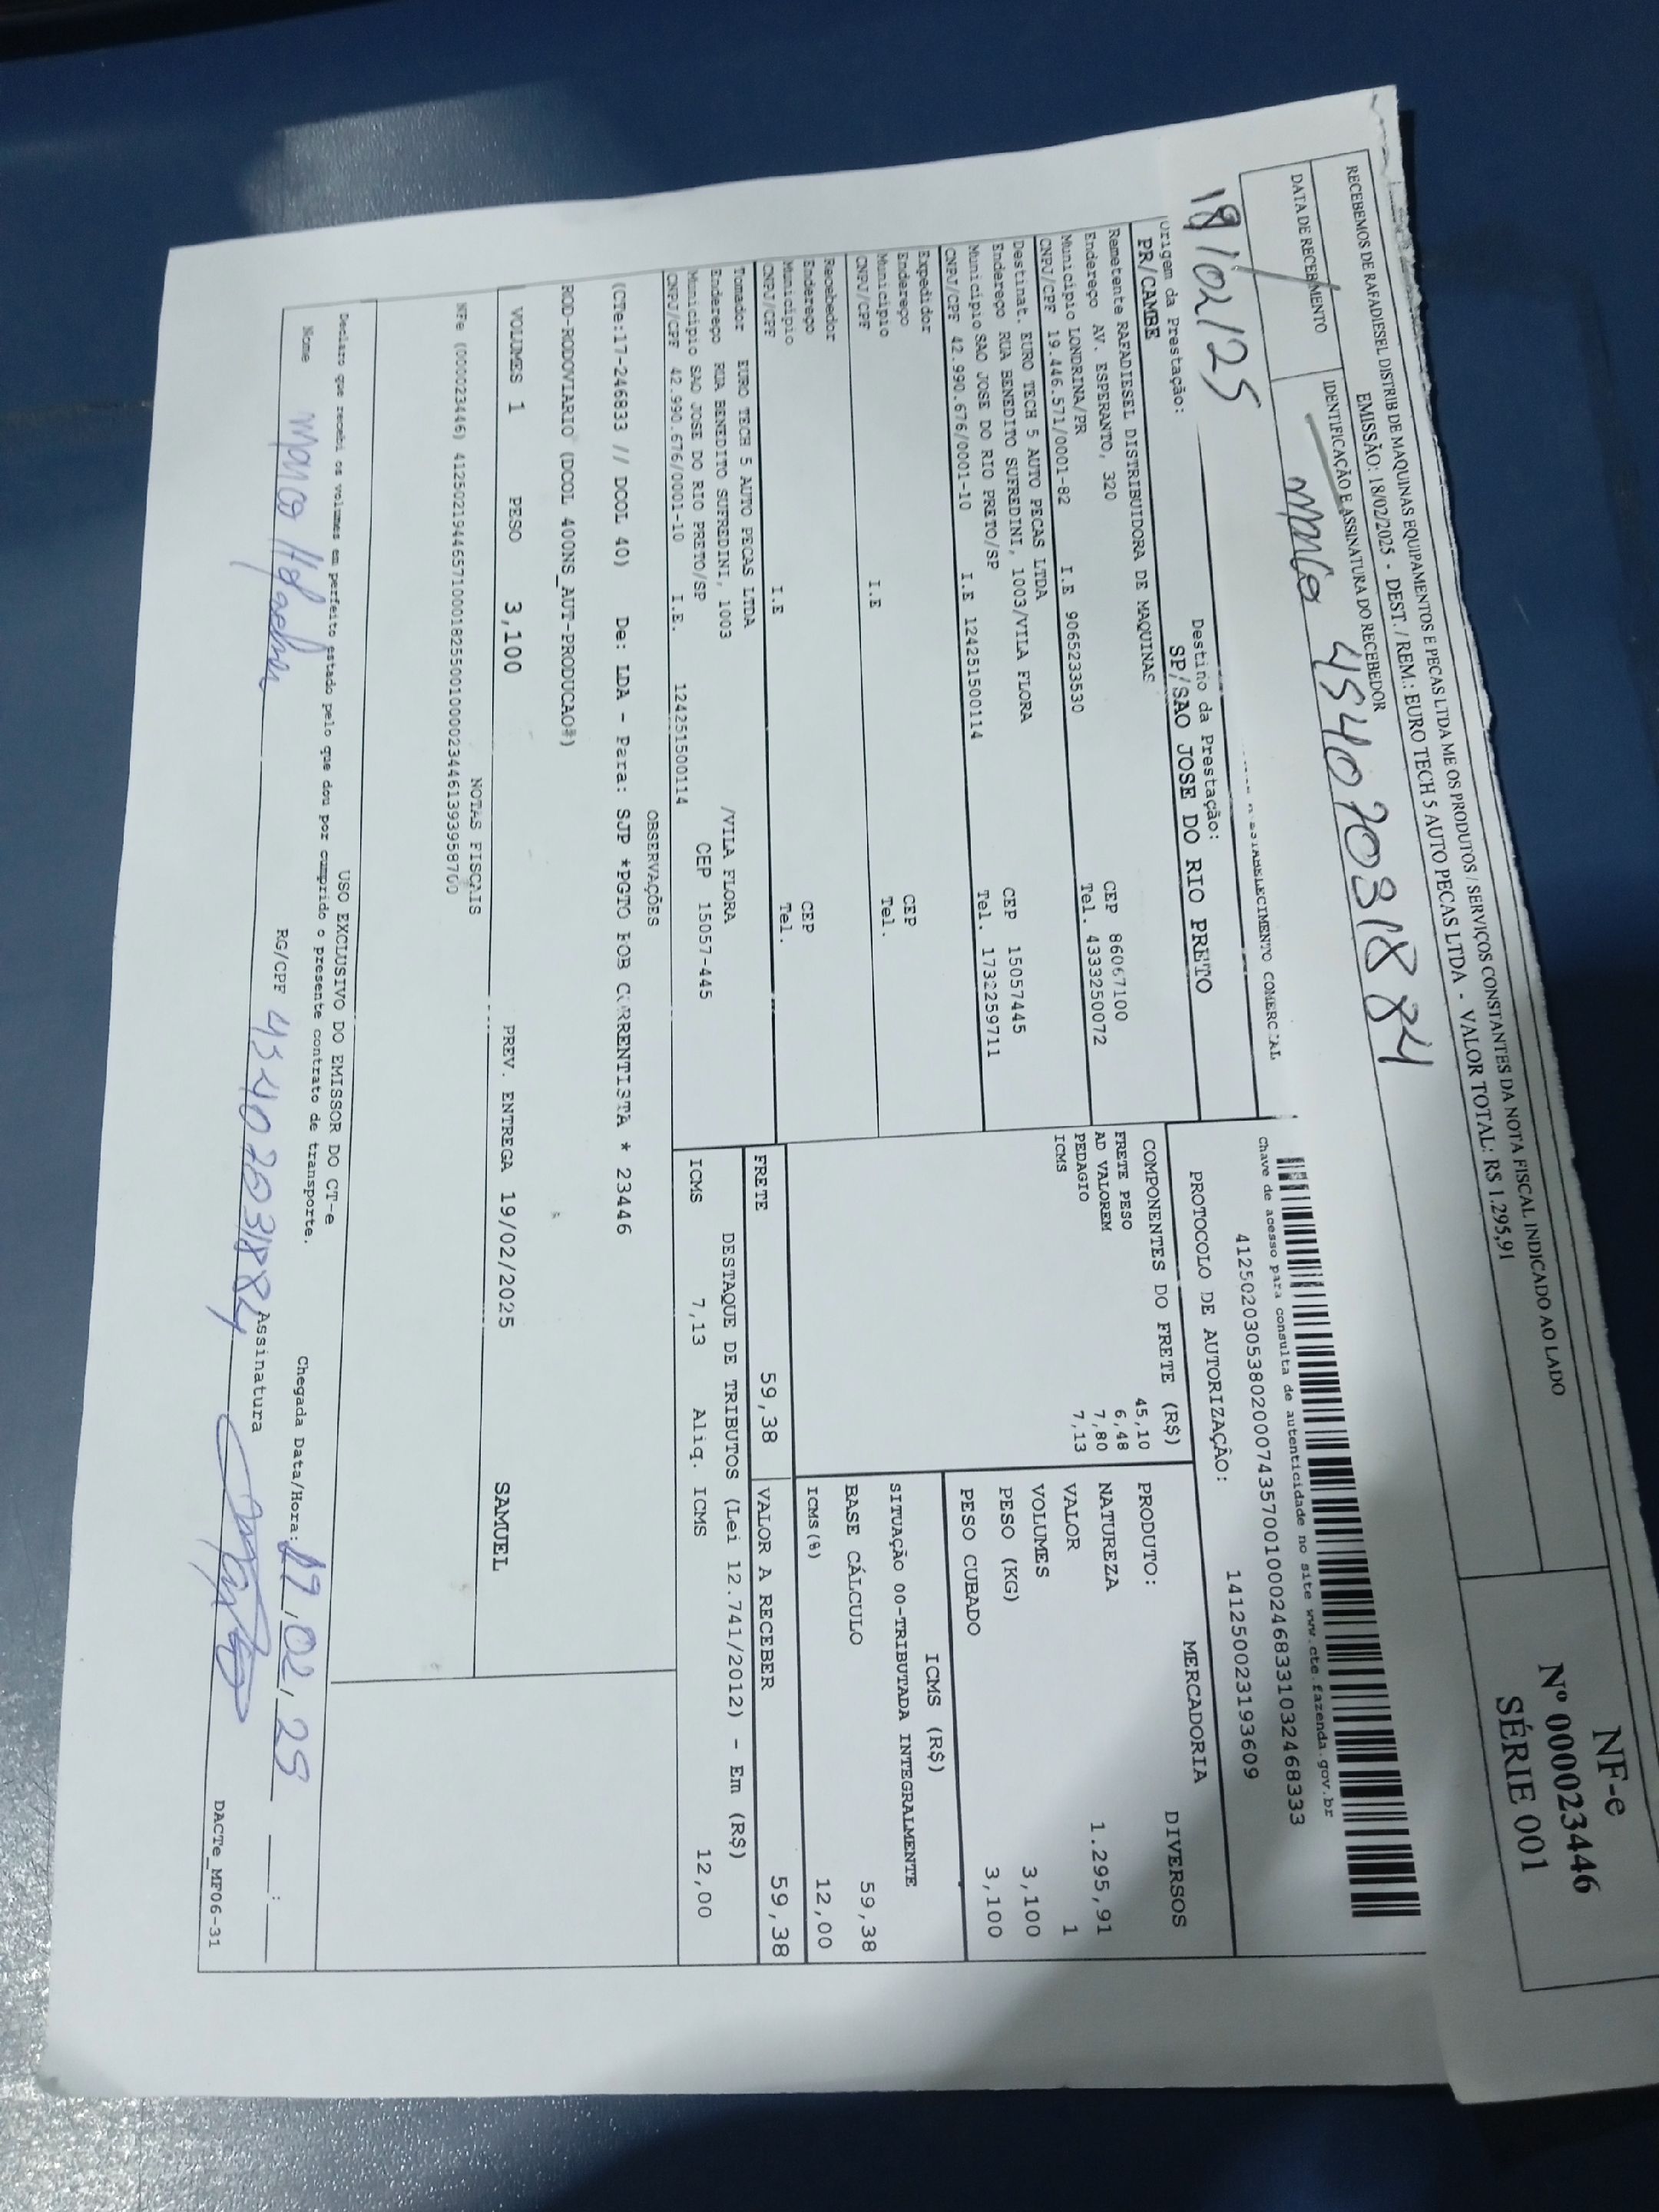 RECEBEMOS DE RAFADIESEL DISTRIB DE MAQUINAS EQUIPAMENTOS E PECAS LTDA ME OS PRODUTOS / SERVIÇOS CONSTANTES DA NOTA FISCAL INDICADO AO LADO
EMISSÃO: 18/02/2025 - DEST. / REM.: EURO TECH 5 AUTO PECAS LTDA - VALOR TOTAL: R$ 1.295,91
DATA DE RECEBIMENTO
IDENTIFICAÇÃO E ASSINATURA DO RECEBEDOR
NF-e
Nº 000023446
SÉRIE 001
18/02/25
45407031884
ESTABELECIMENTO COMERCIAL
Chave de acesso para consulta de autenticidade no site www.cte.fazenda.gov.br
41250203053802000743570010002468331032468333
Origem da Prestação:
PR/CAMBE
Destino da Prestação:
SP/SAO JOSE DO RIO PRETO
PROTOCOLO DE AUTORIZAÇÃO:
141250023193609
Remetente RAFADIESEL DISTRIBUIDORA DE MAQUINAS
Endereço AV. ESPERANTO, 320 CEP 86067100
Município LONDRINA/PR Tel. 4333250072
CNPJ/CPF 19.446.571/0001-82 I.E 9065233530
Destinat. EURO TECH 5 AUTO PECAS LTDA
Endereço RUA BENEDITO SUFREDINI, 1003/VILA FLORA CEP 15057445
Município SAO JOSE DO RIO PRETO/SP Tel. 1732259711
CNPJ/CPF 42.990.676/0001-10 I.E 124251500114
Expedidor
Endereço CEP
Município Tel.
CNPJ/CPF I.E
Recebedor
Endereço CEP
Município Tel.
CNPJ/CPF I.E
Tomador EURO TECH 5 AUTO PECAS LTDA
Endereço RUA BENEDITO SUFREDINI, 1003 /VILA FLORA
Município SAO JOSE DO RIO PRETO/SP CEP 15057-445
CNPJ/CPF 42.990.676/0001-10 I.E. 124251500114
COMPONENTES DO FRETE (R$)
FRETE PESO 45,10
AD VALOREM 6,48
PEDAGIO 7,80
ICMS 7,13
MERCADORIA
PRODUTO: DIVERSOS
NATUREZA
VALOR 1.295,91
VOLUMES 1
PESO (KG) 3,100
PESO CUBADO 3,100
ICMS (R$)
SITUAÇÃO 00-TRIBUTADA INTEGRALMENTE
BASE CÁLCULO 59,38
ICMS(%) 12,00
FRETE 59,38 VALOR A RECEBER 59,38
DESTAQUE DE TRIBUTOS (Lei 12.741/2012) - Em (R$)
ICMS 7,13 Aliq. ICMS 12,00
OBSERVAÇÕES
(CTe:17-246833 // DCOL 40) De: LDA - Para: SJP *PGTO FOB CORRENTISTA * 23446
ROD-RODOVIARIO (DCOL 400NS_AUT-PRODUCAO#)
VOLUMES 1 PESO 3,100 PREV. ENTREGA 19/02/2025 SAMUEL
NOTAS FISCAIS
NFe (000023446) 41250219446571000182550010000234461393958700
USO EXCLUSIVO DO EMISSOR DO CT-e
Declaro que recebi os volumes em perfeito estado pelo que dou por cumprido o presente contrato de transporte.
Chegada Data/Hora: 19,02,25 :
Nome RG/CPF 45407031884 Assinatura
DACTe_MF06-31